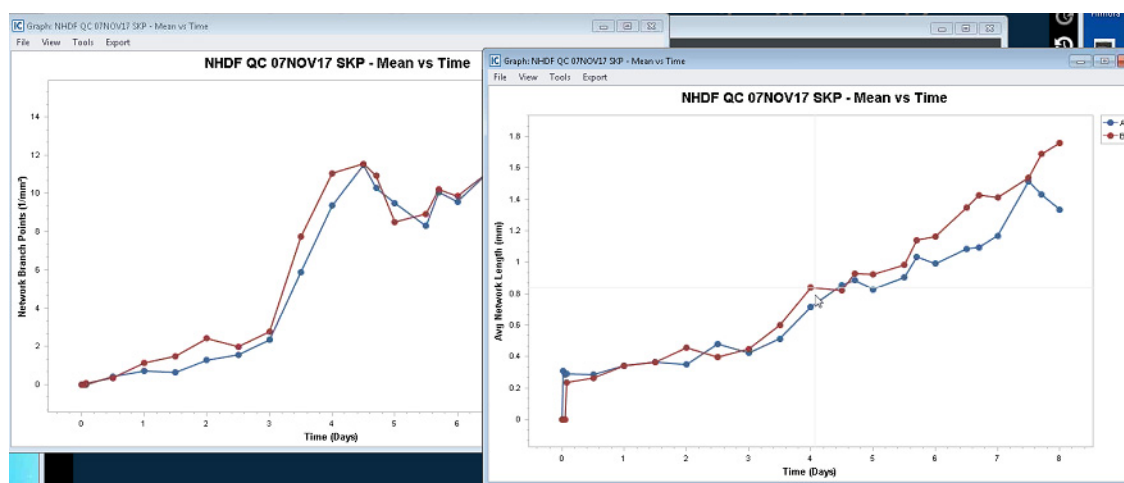 Graph: NHDF QC 07NOV17 SKP - Mean vs Time
File View Tools Export
NHDF QC 07NOV17 SKP - Mean vs Time
14
12
10
8
6
4
2
0
Network Branch Points (1/mm²)
0 1 2 3 4 5 6
Time (Days)
Graph: NHDF QC 07NOV17 SKP - Mean vs Time
File View Tools Export
NHDF QC 07NOV17 SKP - Mean vs Time
1.8
1.6
1.4
1.2
1
0.8
0.6
0.4
0.2
0
Avg Network Length (mm)
0 1 2 3 4 5 6 7 8
Time (Days)
A
B